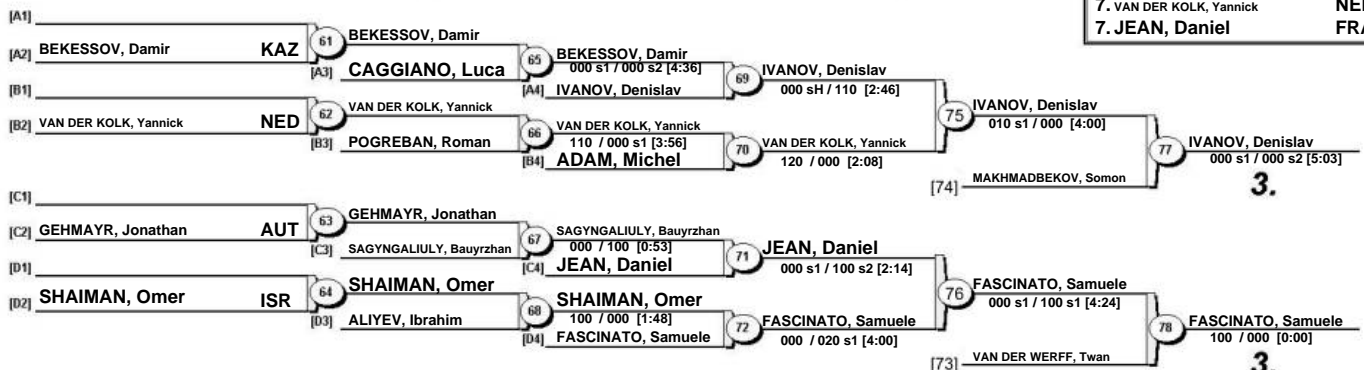 7. VAN DER KOLK, Yannick NE
7. JEAN, Daniel FRA
[A1]
[A2] BEKESSOV, Damir KAZ
61
BEKESSOV, Damir
[A3] CAGGIANO, Luca
65
BEKESSOV, Damir
000 s1 / 000 s2 [4:36]
[A4] IVANOV, Denislav
69
IVANOV, Denislav
000 sH / 110 [2:46]
[B1]
[B2] VAN DER KOLK, Yannick NED
62
VAN DER KOLK, Yannick
[B3] POGREBAN, Roman
66
VAN DER KOLK, Yannick
110 / 000 s1 [3:56]
[B4] ADAM, Michel
70
VAN DER KOLK, Yannick
120 / 000 [2:08]
75
IVANOV, Denislav
010 s1 / 000 [4:00]
[74] MAKHMADBEKOV, Somon
77
IVANOV, Denislav
000 s1 / 000 s2 [5:03]
3.
[C1]
[C2] GEHMAYR, Jonathan AUT
63
GEHMAYR, Jonathan
[C3] SAGYNGALIULY, Bauyrzhan
67
SAGYNGALIULY, Bauyrzhan
000 / 100 [0:53]
[C4] JEAN, Daniel
71
JEAN, Daniel
000 s1 / 100 s2 [2:14]
[D1]
[D2] SHAIMAN, Omer ISR
64
SHAIMAN, Omer
[D3] ALIYEV, Ibrahim
68
SHAIMAN, Omer
100 / 000 [1:48]
[D4] FASCINATO, Samuele
72
FASCINATO, Samuele
000 / 020 s1 [4:00]
76
FASCINATO, Samuele
000 s1 / 100 s1 [4:24]
[73] VAN DER WERFF, Twan
78
FASCINATO, Samuele
100 / 000 [0:00]
3.